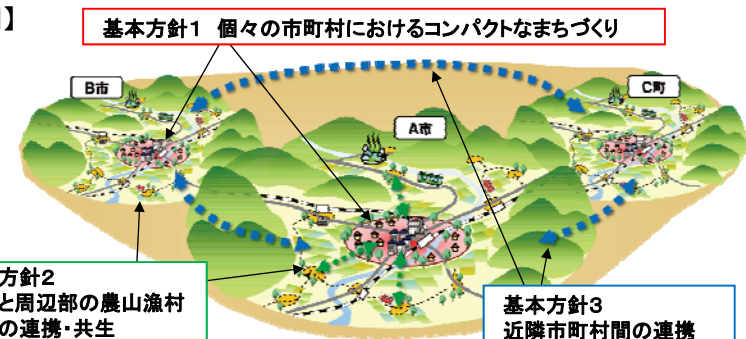 】
基本方針1 個々の市町村におけるコンパクトなまちづくり
B市
C町
A市
方針2
と周辺部の農山漁村
の連携・共生
基本方針3
近隣市町村間の連携